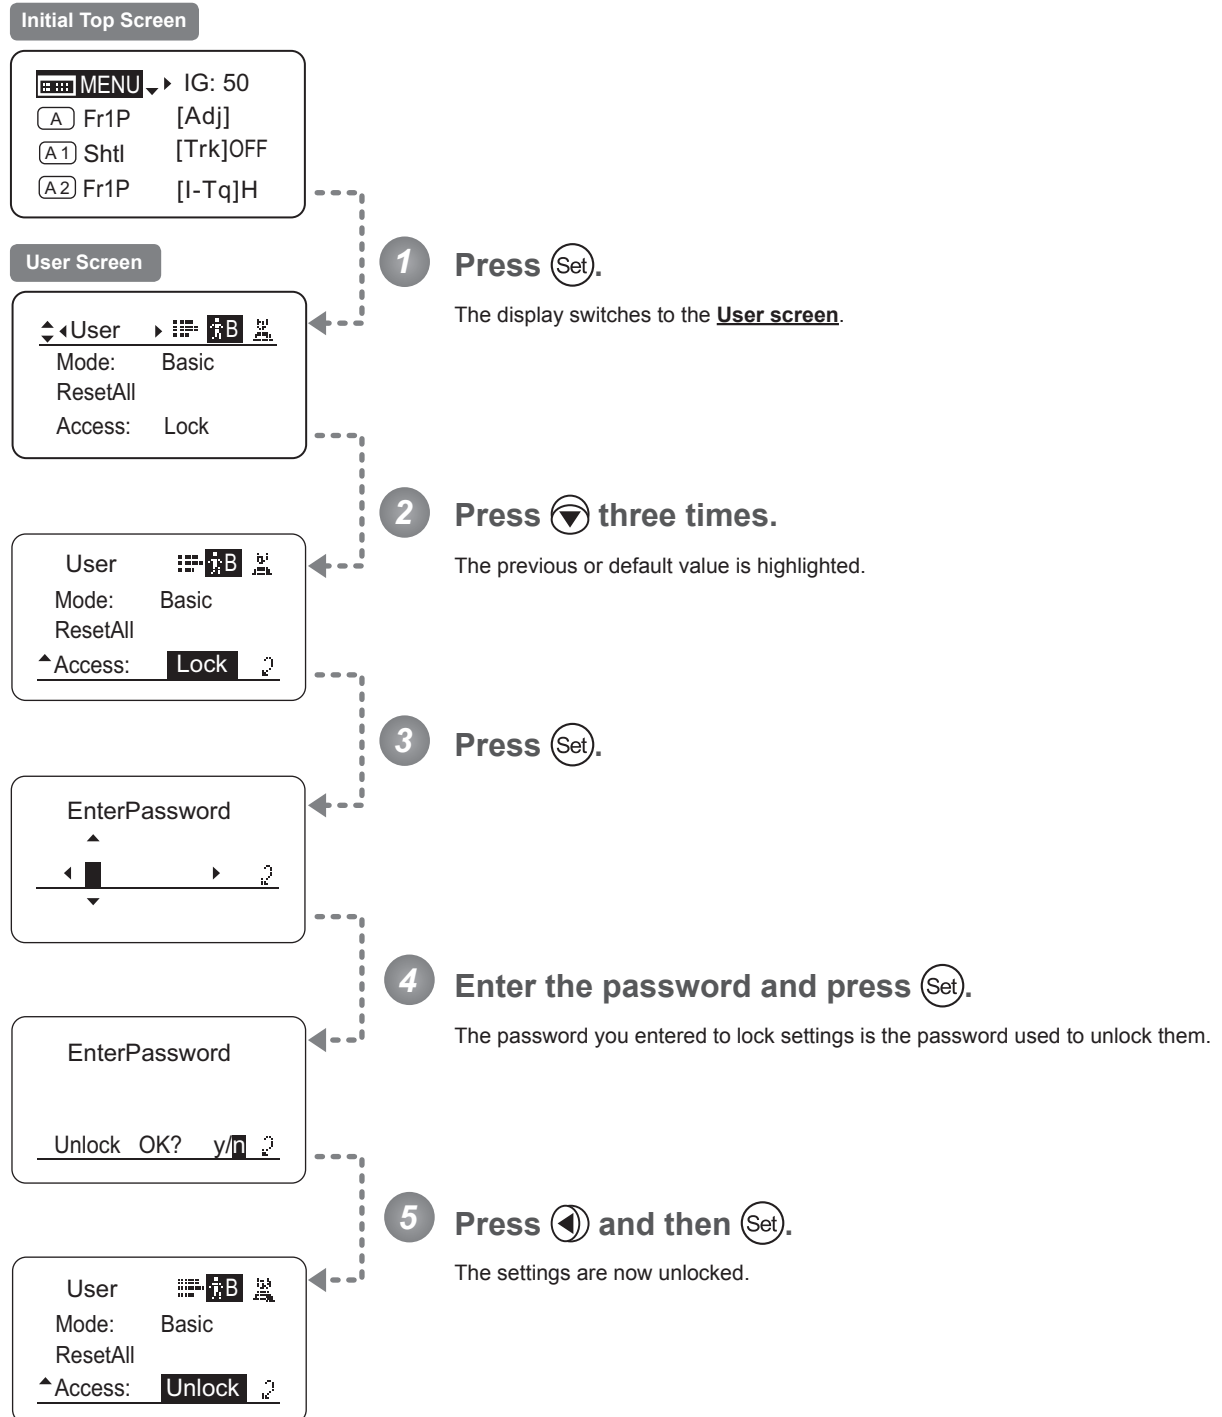 Initial Top Screen
MENU IG: 50
A Fr1P [Adj]
A1 Shtl [Trk]OFF
A2 Fr1P [I-Tq]H
User Screen
1 Press Set.
The display switches to the User screen.
User B
Mode: Basic
ResetAll
Access: Lock
2 Press three times.
The previous or default value is highlighted.
User B
Mode: Basic
ResetAll
Access: Lock
3 Press Set.
EnterPassword
4 Enter the password and press Set.
The password you entered to lock settings is the password used to unlock them.
EnterPassword
Unlock OK? y/n
5 Press and then Set.
The settings are now unlocked.
User B
Mode: Basic
ResetAll
Access: Unlock